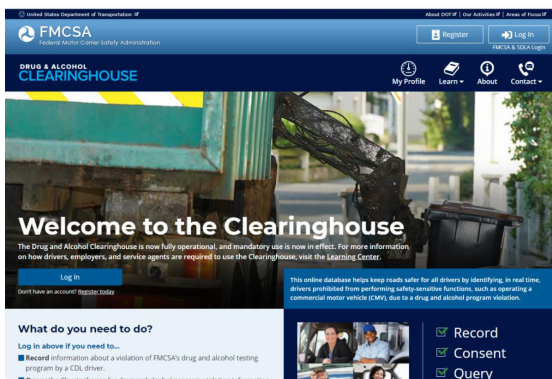 United States Department of Transportation
About DOT | Our Activities | Areas of Focus
FMCSA
Federal Motor Carrier Safety Administration
Register
Log In
FMCSA & SDLA Login
DRUG & ALCOHOL
CLEARINGHOUSE
My Profile
Learn
About
Contact
Welcome to the Clearinghouse
The Drug and Alcohol Clearinghouse is now fully operational, and mandatory use is now in effect. For more information
on how drivers, employers, and service agents are required to use the Clearinghouse, visit the Learning Center.
Log In
Don't have an account? Register today
This online database helps keep roads safer for all drivers by identifying, in real time,
drivers prohibited from performing safety-sensitive functions, such as operating a
commercial motor vehicle (CMV), due to a drug and alcohol program violation.
What do you need to do?
Log in above if you need to...
Record information about a violation of FMCSA's drug and alcohol testing
program by a CDL driver.
Record
Consent
Query